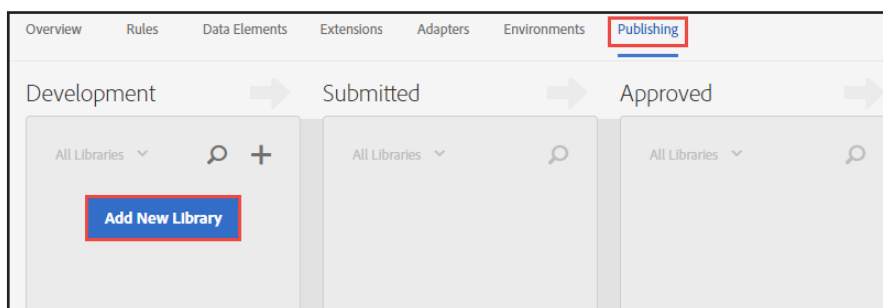 Overview Rules Data Elements Extensions Adapters Environments Publishing
Development Submitted Approved
All Libraries All Libraries All Libraries
Add New Library